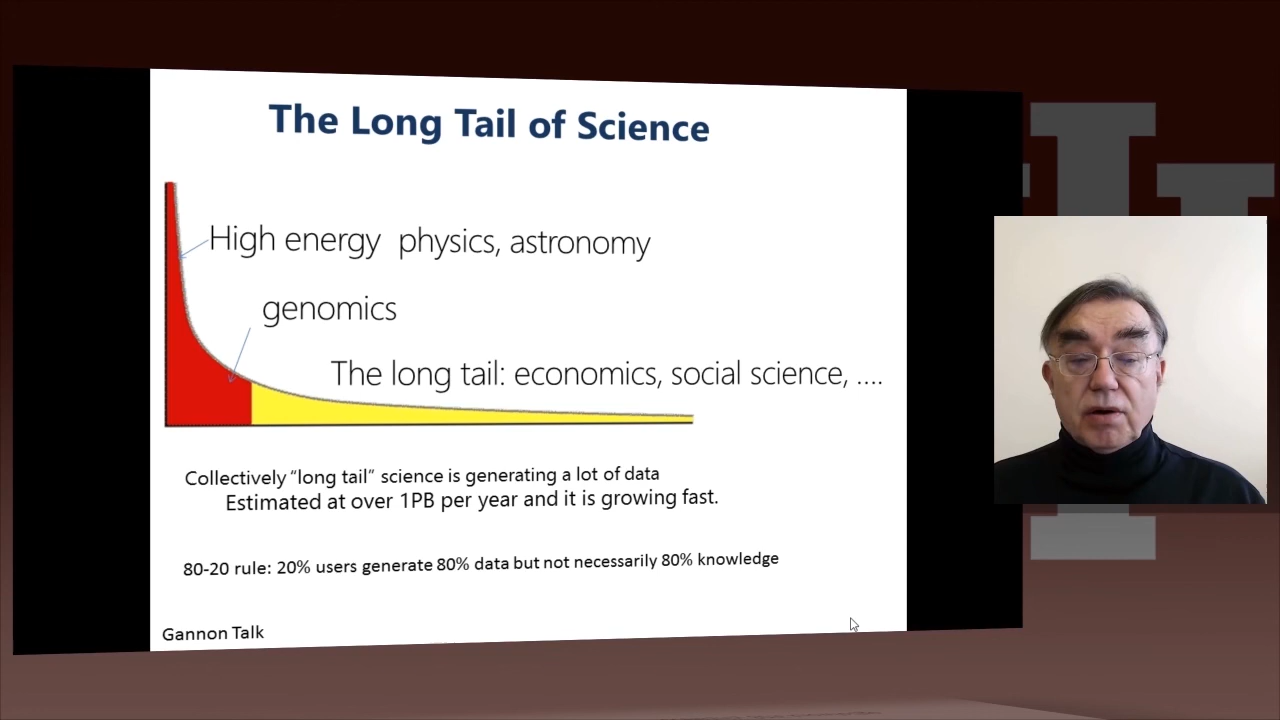 The Long Tail of Science
High energy physics, astronomy
genomics
The long tail: economics, social science, ....
Collectively "long tail" science is generating a lot of data
Estimated at over 1PB per year and it is growing fast.
80-20 rule: 20% users generate 80% data but not necessarily 80% knowledge
Gannon Talk